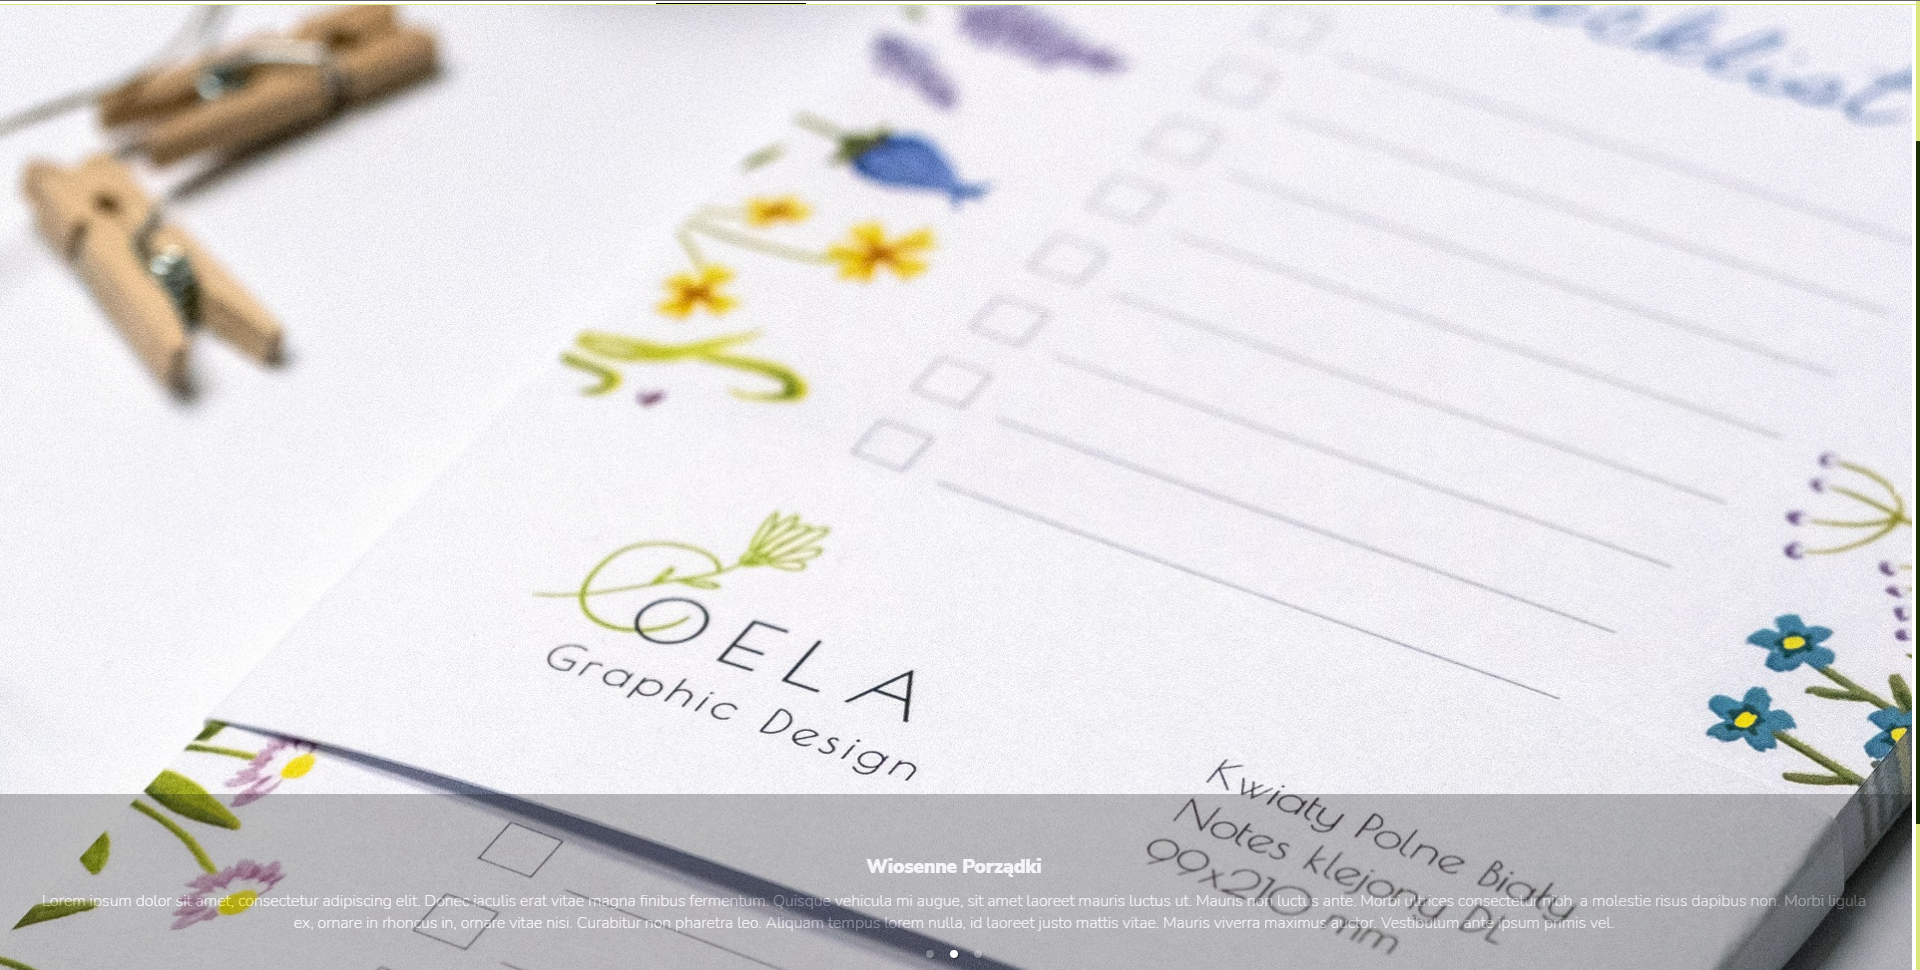 COELA
Graphic Design
Kwiaty Polne Biały
Notes klejony DL
99x210 mm
Wiosenne Porządki
Lorem ipsum dolor sit amet, consectetur adipiscing elit. Donec iaculis erat vitae magna finibus fermentum. Quisque vehicula mi augue, sit amet laoreet mauris luctus ut. Mauris non luctus ante. Morbi ultrices consectetur nibh, a molestie risus dapibus non. Morbi ligula
ex, ornare in rhoncus in, ornare vitae nisi. Curabitur non pharetra leo. Aliquam tempus lorem nulla, id laoreet justo mattis vitae. Mauris viverra maximus auctor. Vestibulum ante ipsum primis vel.